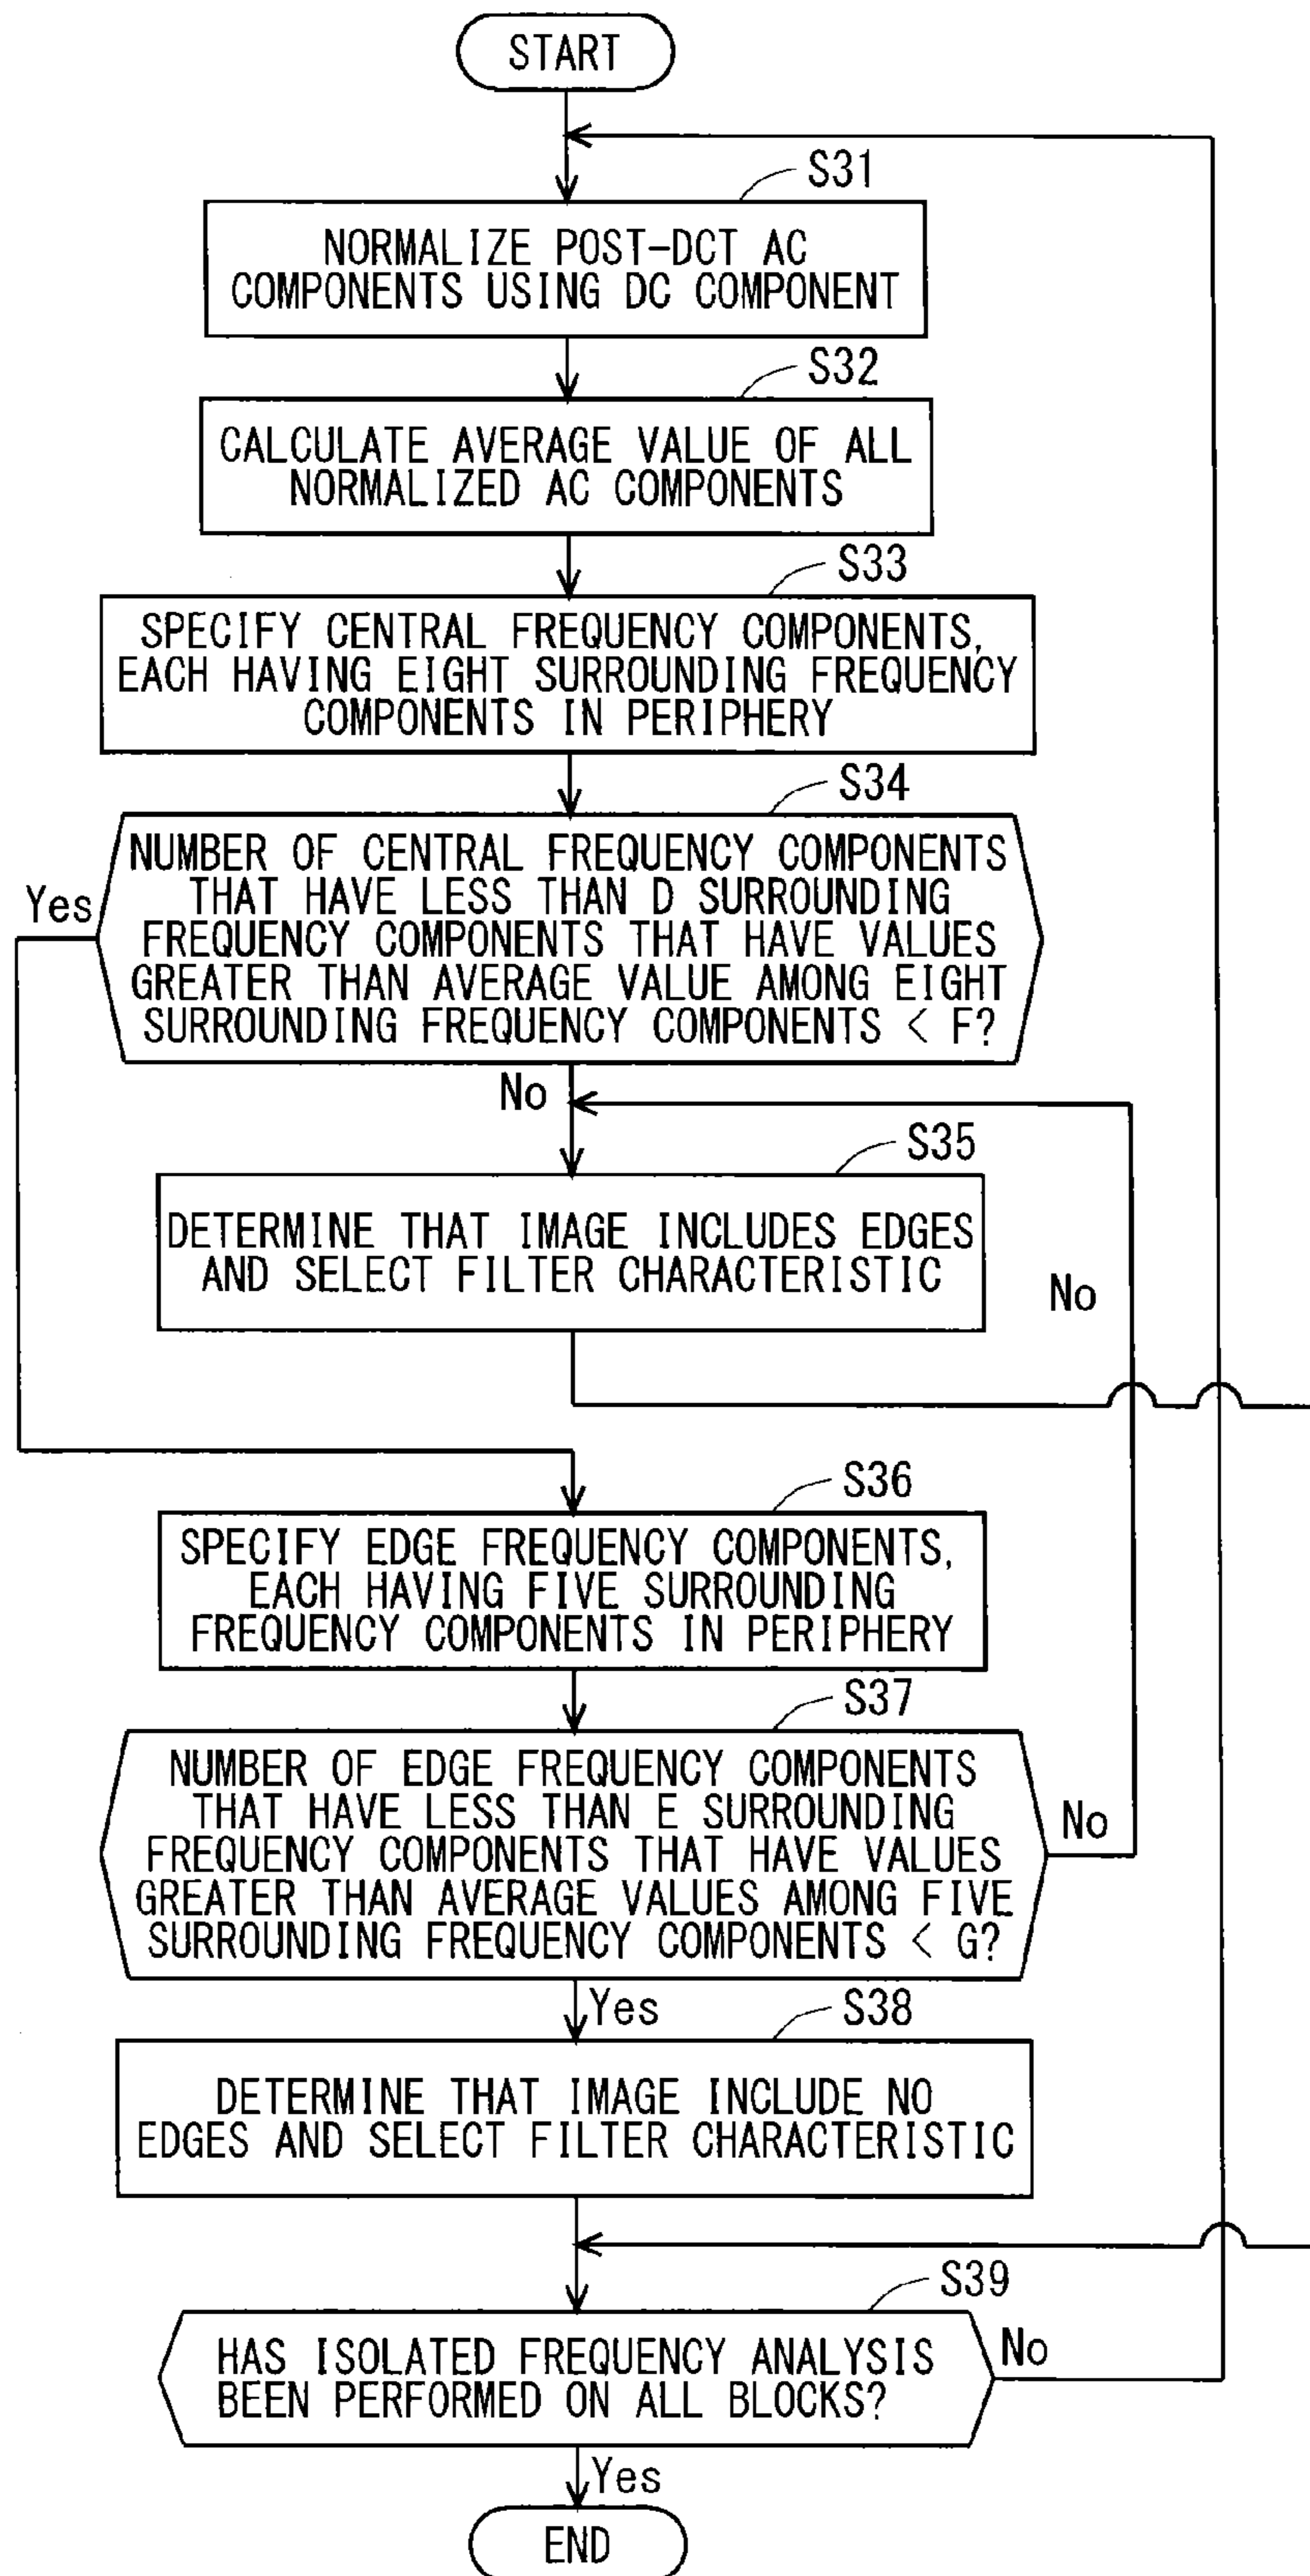 START
S31
NORMALIZE POST-DCT AC
COMPONENTS USING DC COMPONENT
S32
CALCULATE AVERAGE VALUE OF ALL
NORMALIZED AC COMPONENTS
S33
SPECIFY CENTRAL FREQUENCY COMPONENTS,
EACH HAVING EIGHT SURROUNDING FREQUENCY
COMPONENTS IN PERIPHERY
S34
NUMBER OF CENTRAL FREQUENCY COMPONENTS
THAT HAVE LESS THAN D SURROUNDING
FREQUENCY COMPONENTS THAT HAVE VALUES
GREATER THAN AVERAGE VALUE AMONG EIGHT
SURROUNDING FREQUENCY COMPONENTS < F?
Yes
No
S35
DETERMINE THAT IMAGE INCLUDES EDGES
AND SELECT FILTER CHARACTERISTIC
No
S36
SPECIFY EDGE FREQUENCY COMPONENTS,
EACH HAVING FIVE SURROUNDING
FREQUENCY COMPONENTS IN PERIPHERY
S37
NUMBER OF EDGE FREQUENCY COMPONENTS
THAT HAVE LESS THAN E SURROUNDING
FREQUENCY COMPONENTS THAT HAVE VALUES
GREATER THAN AVERAGE VALUES AMONG FIVE
SURROUNDING FREQUENCY COMPONENTS < G?
No
Yes
S38
DETERMINE THAT IMAGE INCLUDE NO
EDGES AND SELECT FILTER CHARACTERISTIC
S39
HAS ISOLATED FREQUENCY ANALYSIS
BEEN PERFORMED ON ALL BLOCKS?
No
Yes
END